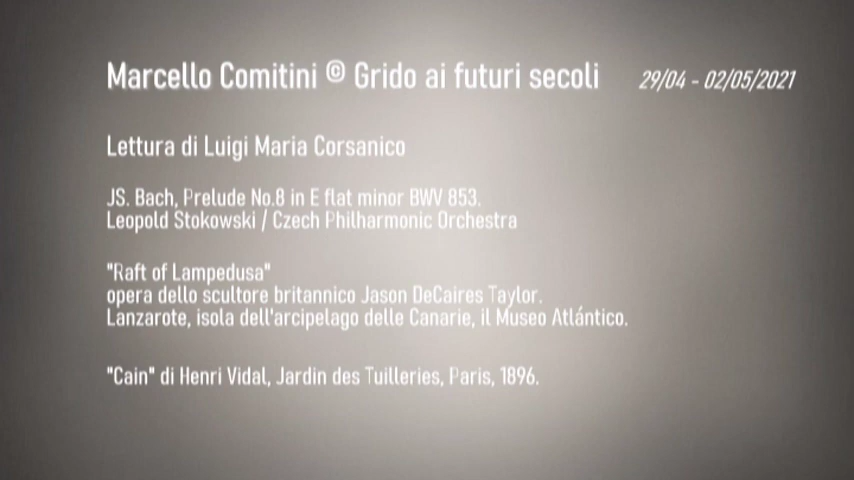 Marcello Comitini © Grido ai futuri secoli 29/04 - 02/05/2021
Lettura di Luigi Maria Corsanico
JS. Bach, Prelude No.8 in E flat minor BWV 853.
Leopold Stokowski / Czech Philharmonic Orchestra
"Raft of Lampedusa"
opera dello scultore britannico Jason DeCaires Taylor.
Lanzarote, isola dell'arcipelago delle Canarie, il Museo Atlántico.
"Cain" di Henri Vidal, Jardin des Tuilleries, Paris, 1896.